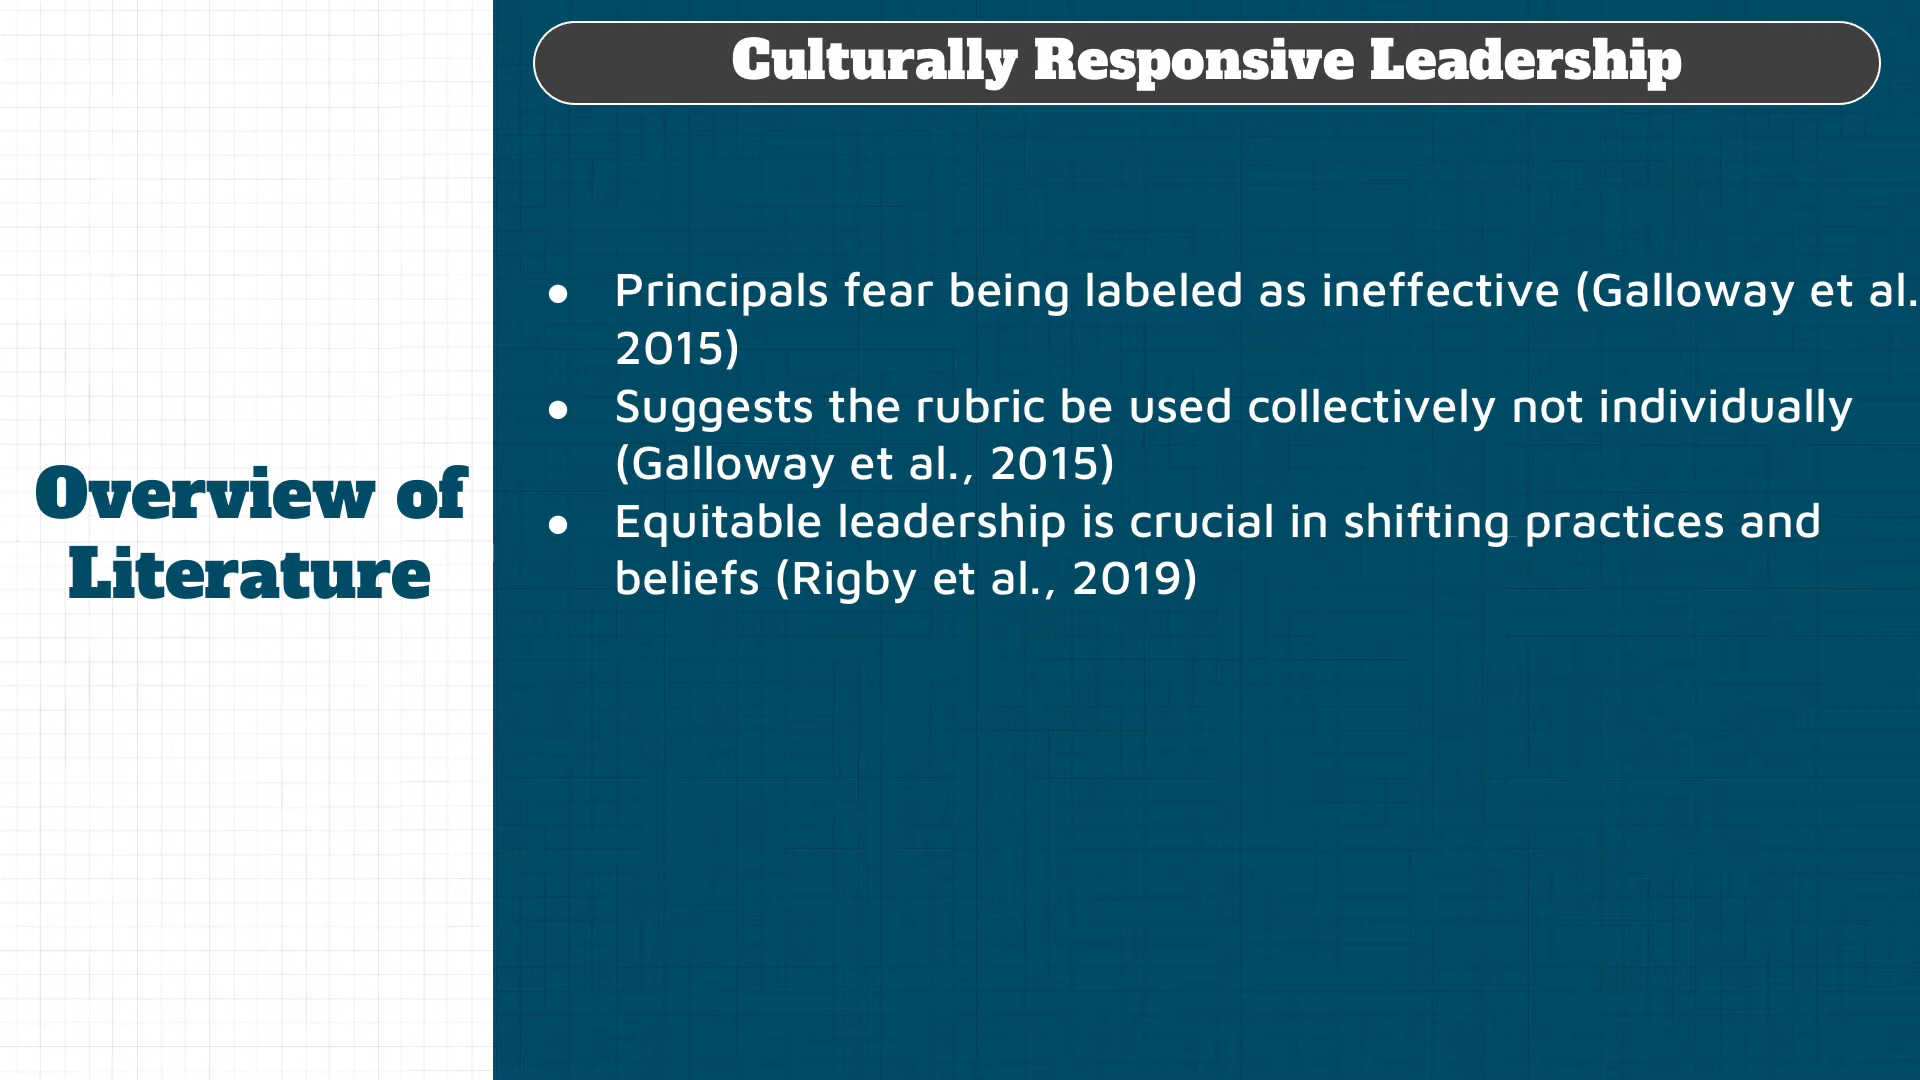 Culturally Responsive Leadership
Overview of
Literature
● Principals fear being labeled as ineffective (Galloway et al.
2015)
● Suggests the rubric be used collectively not individually
(Galloway et al., 2015)
● Equitable leadership is crucial in shifting practices and
beliefs (Rigby et al., 2019)